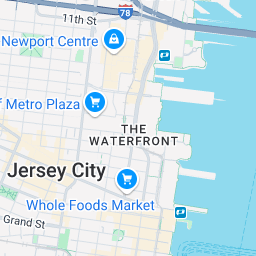 11th St
78
Newport Centre
f Metro Plaza
THE
WATERFRONT
Jersey City
Whole Foods Market
Grand St